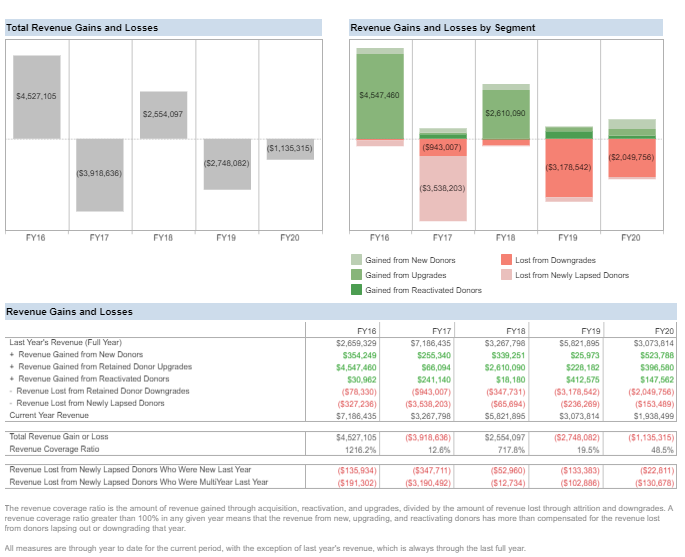 Total Revenue Gains and Losses
$4,527,105
$2,554,097
($3,918,636)
($2,748,082)
($1,135,315)
FY16 FY17 FY18 FY19 FY20
Revenue Gains and Losses by Segment
$4,547,460
$2,610,090
($943,007)
($3,538,203)
($3,178,542)
($2,049,756)
FY16 FY17 FY18 FY19 FY20
Gained from New Donors
Gained from Upgrades
Gained from Reactivated Donors
Lost from Downgrades
Lost from Newly Lapsed Donors
Revenue Gains and Losses
FY16 FY17 FY18 FY19 FY20
Last Year's Revenue (Full Year) $2,659,329 $7,186,435 $3,267,798 $5,821,895 $3,073,814
+ Revenue Gained from New Donors $354,249 $255,340 $339,251 $25,973 $523,788
+ Revenue Gained from Retained Donor Upgrades $4,547,460 $66,094 $2,610,090 $228,182 $396,580
+ Revenue Gained from Reactivated Donors $30,962 $241,140 $18,180 $412,575 $147,562
- Revenue Lost from Retained Donor Downgrades ($78,330) ($943,007) ($347,731) ($3,178,542) ($2,049,756)
- Revenue Lost from Newly Lapsed Donors ($327,236) ($3,538,203) ($65,694) ($236,269) ($153,489)
Current Year Revenue $7,186,435 $3,267,798 $5,821,895 $3,073,814 $1,938,499
Total Revenue Gain or Loss $4,527,105 ($3,918,636) $2,554,097 ($2,748,082) ($1,135,315)
Revenue Coverage Ratio 1216.2% 12.6% 717.6% 19.5% 48.5%
Revenue Lost from Newly Lapsed Donors Who Were New Last Year ($135,934) ($347,711) ($52,960) ($133,383) ($22,811)
Revenue Lost from Newly Lapsed Donors Who Were MultiYear Last Year ($191,302) ($3,190,492) ($12,734) ($102,886) ($130,678)
The revenue coverage ratio is the amount of revenue gained through acquisition, reactivation, and upgrades, divided by the amount of revenue lost through attrition and downgrades. A
revenue coverage ratio greater than 100% in any given year means that the revenue from new, upgrading, and reactivating donors has more than compensated for the revenue lost
from donors lapsing out or downgrading that year.
All measures are through year to date for the current period, with the exception of last year's revenue, which is always through the last full year.